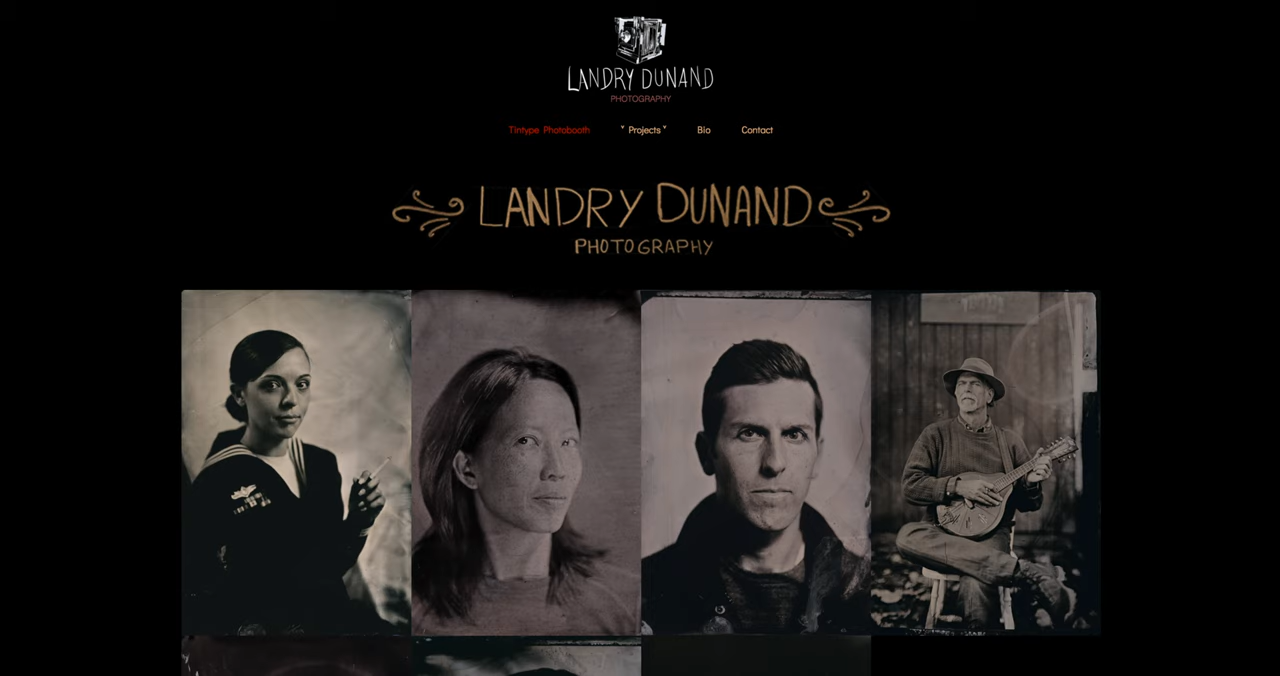 LANDRY DUNAND
PHOTOGRAPHY
Tintype Photobooth ˅ Projects ˅ Bio Contact
LANDRY DUNAND
PHOTOGRAPHY